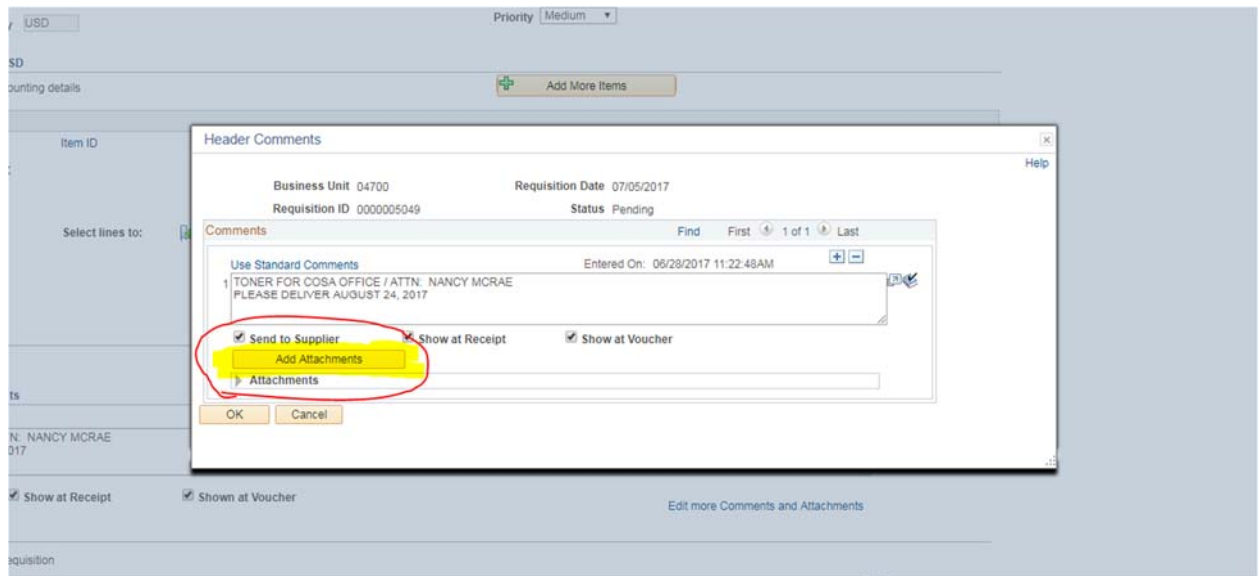 USD
Priority Medium
SD
ounting details
Add More Items
Item ID
Header Comments
Help
Business Unit 04700 Requisition Date 07/05/2017
Requisition ID 0000005049 Status Pending
Select lines to:
Comments Find First 1 of 1 Last
Use Standard Comments Entered On: 06/28/2017 11:22:48AM
1 TONER FOR COSA OFFICE / ATTN: NANCY MCRAE
PLEASE DELIVER AUGUST 24, 2017
Send to Supplier Show at Receipt Show at Voucher
Add Attachments
Attachments
ts
OK Cancel
N: NANCY MCRAE
017
Show at Receipt Shown at Voucher
Edit more Comments and Attachments
equisition